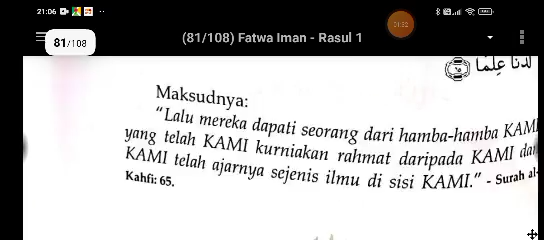 21:06
81/108
(81/108) Fatwa Iman - Rasul 1
01:52
لدنا علما
Maksudnya:
"Lalu mereka dapati seorang dari hamba-hamba KAMI
yang telah KAMI kurniakan rahmat daripada KAMI dan
KAMI telah ajarnya sejenis ilmu di sisi KAMI." - Surah al-
Kahfi: 65.